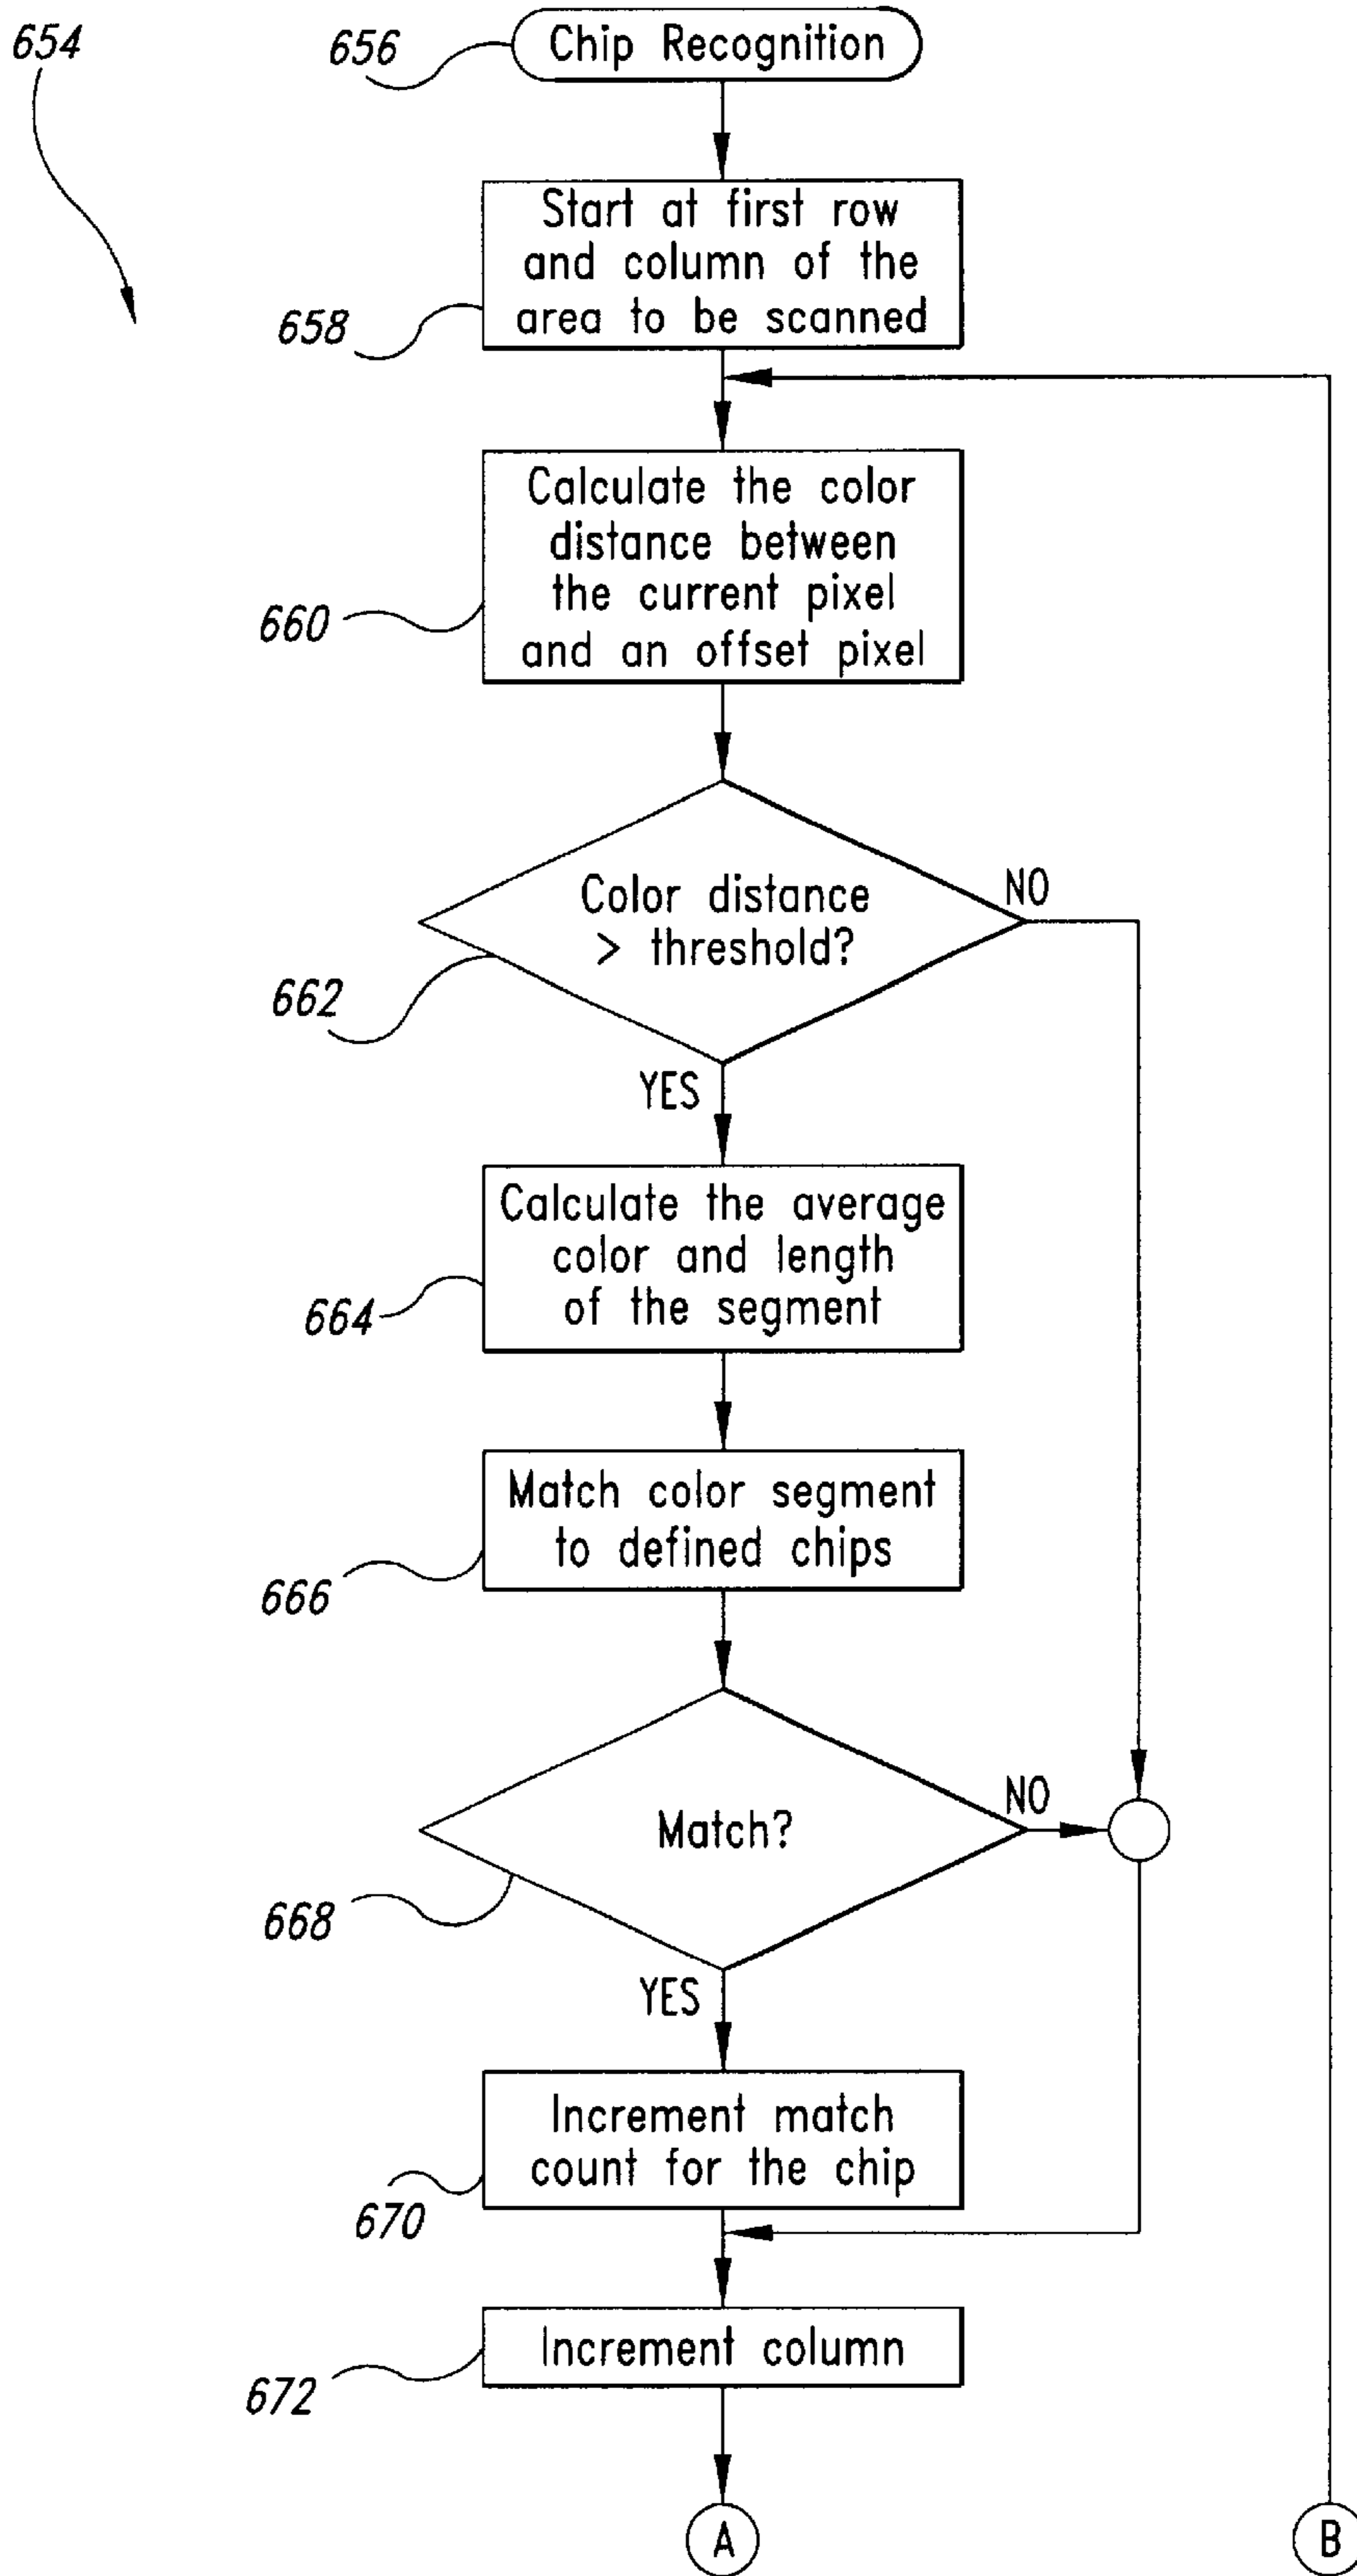 654
656
Chip Recognition
Start at first row
and column of the
area to be scanned
658
Calculate the color
distance between
the current pixel
and an offset pixel
660
Color distance
> threshold?
NO
662
YES
Calculate the average
color and length
of the segment
664
Match color segment
to defined chips
666
Match?
NO
668
YES
Increment match
count for the chip
670
Increment column
672
A
B